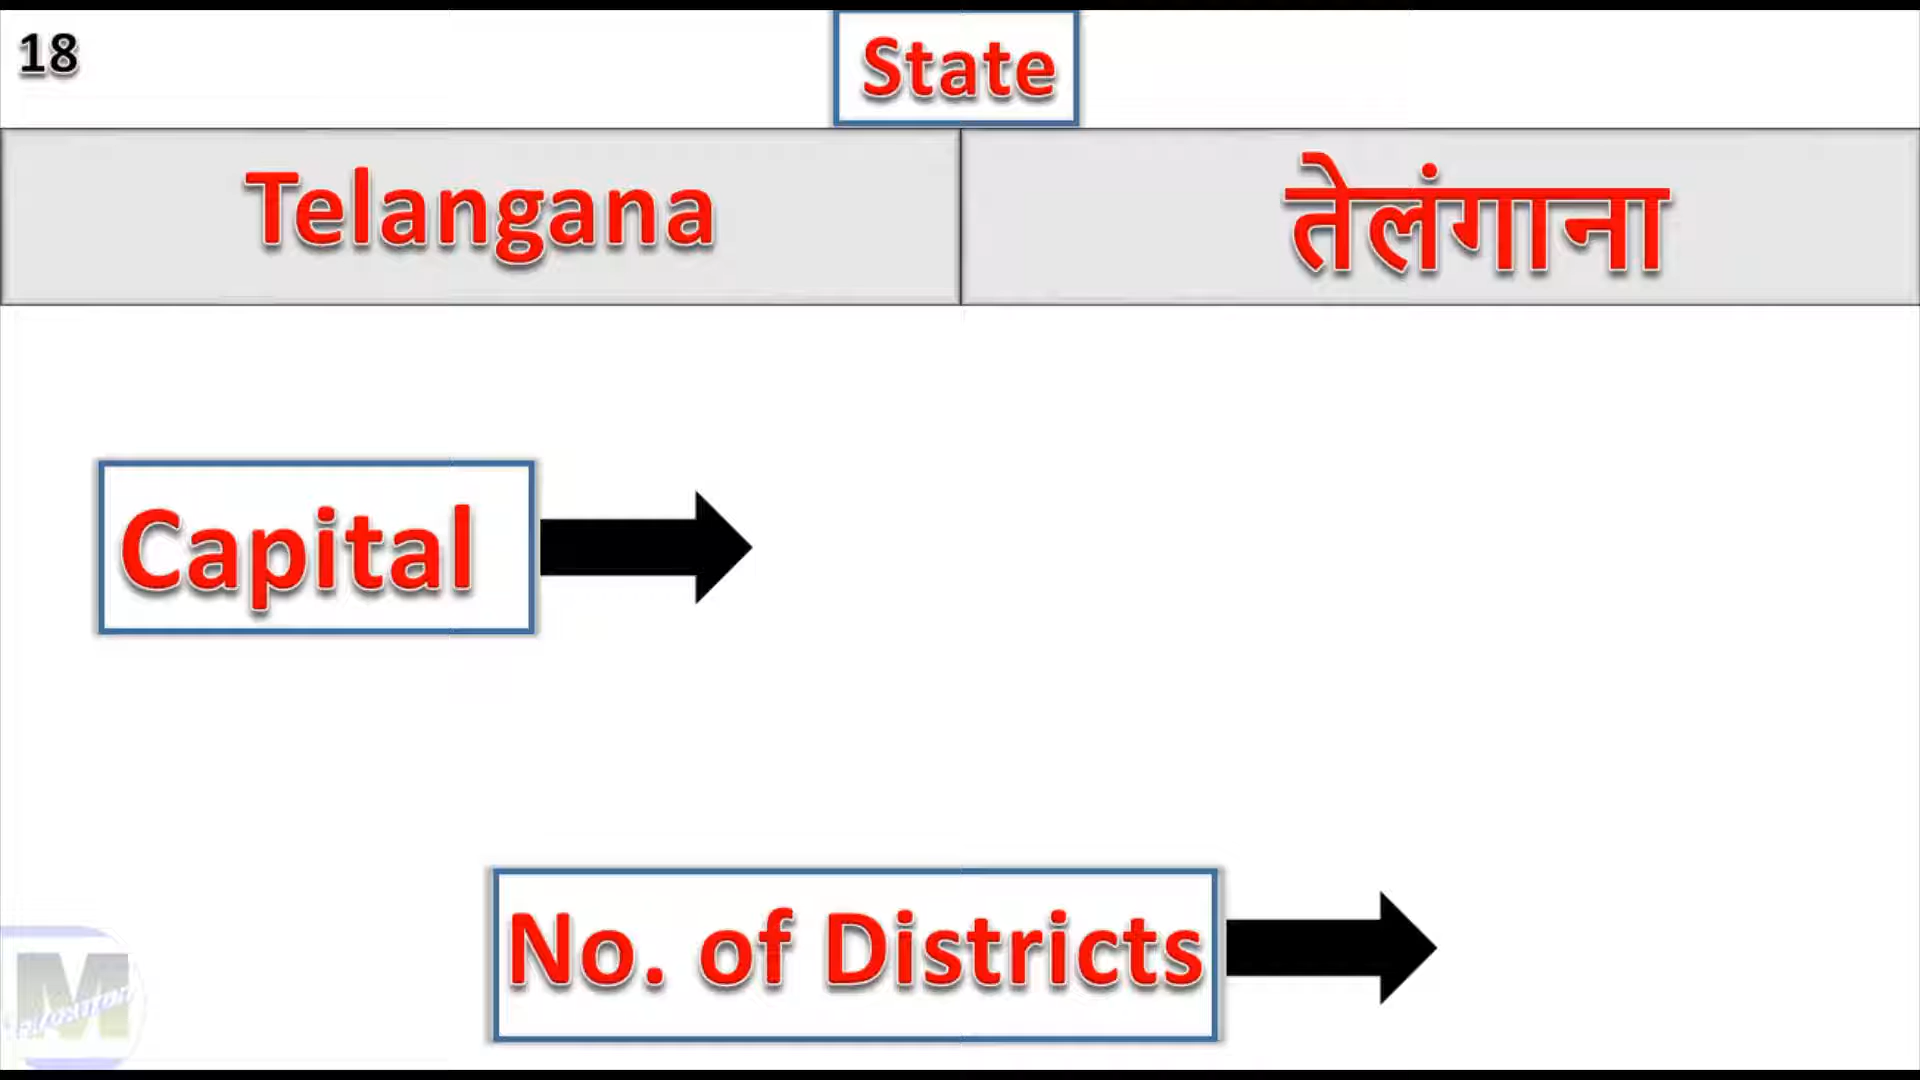 18
State
Telangana
तेलंगाना
Capital
No. of Districts